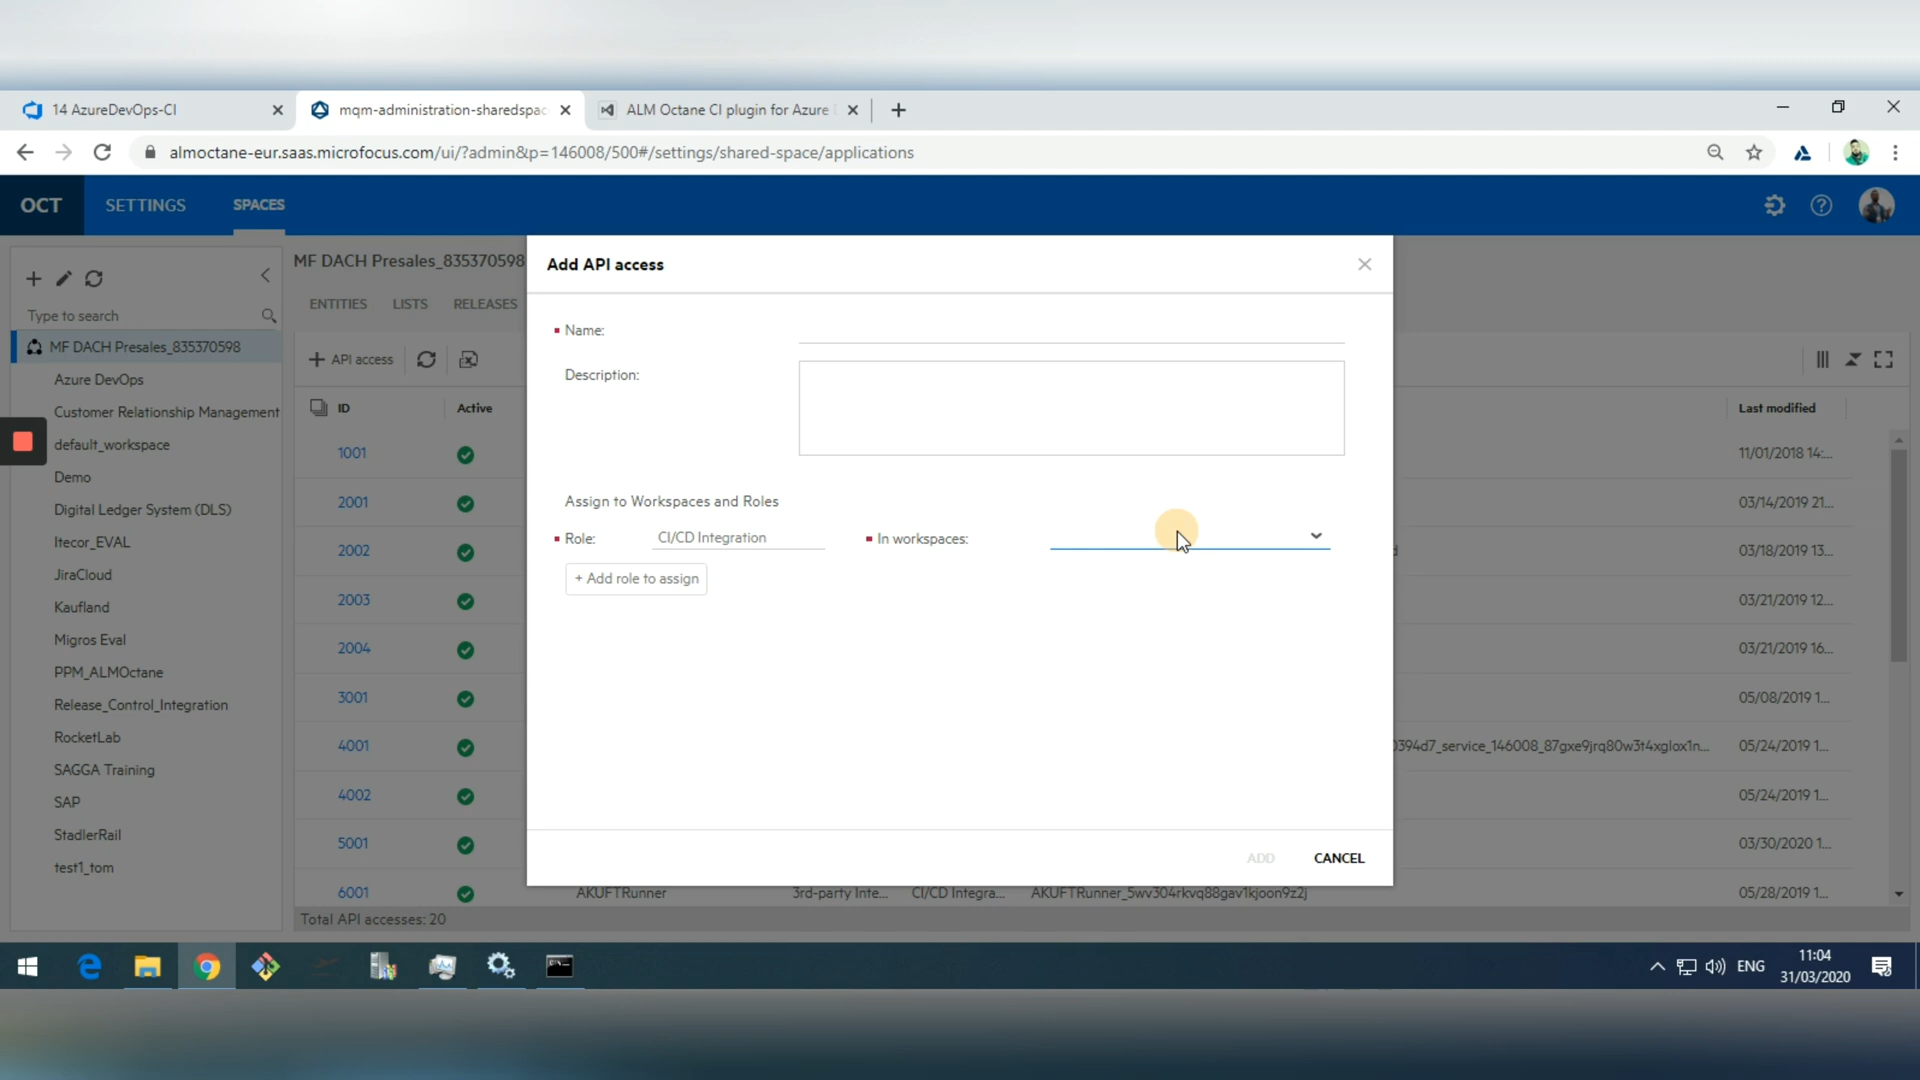 14 AzureDevOps-CI
mqm-administration-sharedspac
ALM Octane CI plugin for Azure
almoctane-eur.saas.microfocus.com/ui/?admin&p=146008/500#/settings/shared-space/applications
OCT
SETTINGS
SPACES
Type to search
MF DACH Presales_835370598
Azure DevOps
Customer Relationship Management
default_workspace
Demo
Digital Ledger System (DLS)
Itecor_EVAL
JiraCloud
Kaufland
Migros Eval
PPM_ALMOctane
Release_Control_Integration
RocketLab
SAGGA Training
SAP
StadlerRail
test1_tom
MF DACH Presales_835370598
ENTITIES LISTS RELEASES
+ API access
ID Active Last modified
1001 11/01/2018 14:...
2001 03/14/2019 21...
2002 03/18/2019 13...
2003 03/21/2019 12...
2004 03/21/2019 16...
3001 05/08/2019 1...
4001 0394d7_service_146008_87gxe9jrq80w3t4xglox1n... 05/24/2019 1...
4002 05/24/2019 1...
5001 03/30/2020 1...
6001 AKUFTRunner 3rd-party Inte... CI/CD Integra... AKUFTRunner_5wv304rkvq88gav1kjoon9z2j 05/28/2019 1...
Total API accesses: 20
Add API access
Name:
Description:
Assign to Workspaces and Roles
Role: CI/CD Integration In workspaces:
+ Add role to assign
ADD CANCEL
ENG
11:04
31/03/2020